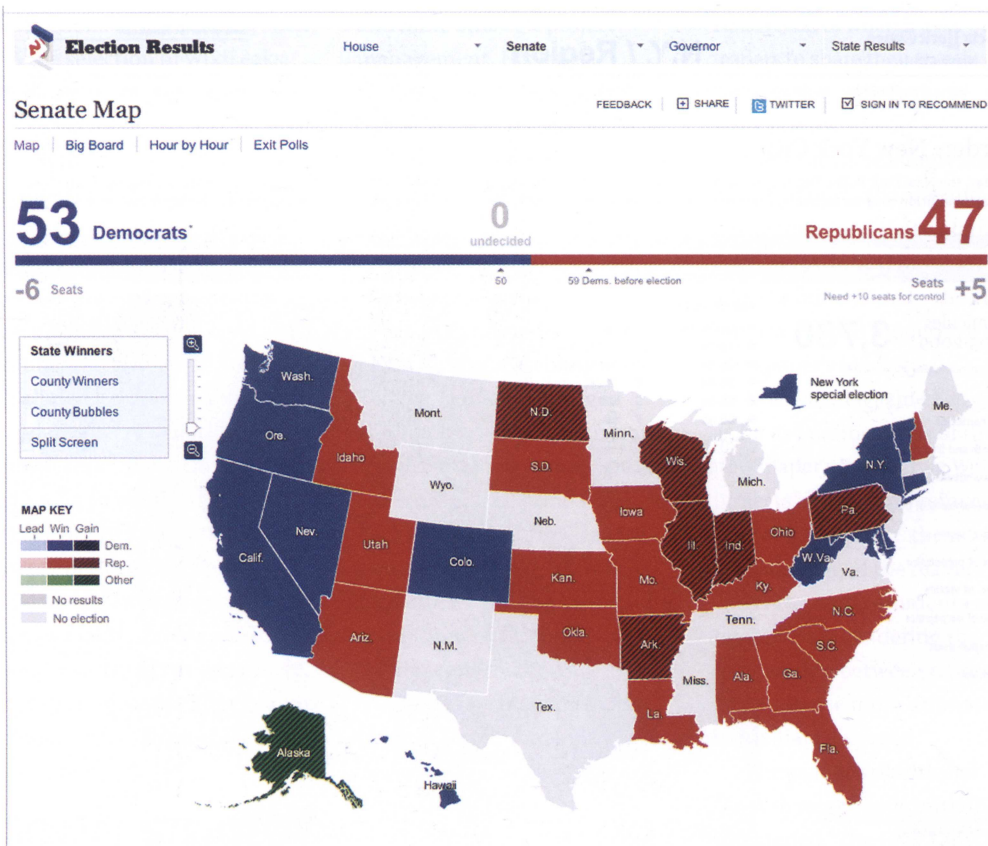 Election Results
House
Senate
Governor
State Results
Senate Map
FEEDBACK
SHARE
TWITTER
SIGN IN TO RECOMMEND
Map
Big Board
Hour by Hour
Exit Polls
53 Democrats*
0
undecided
Republicans 47
-6 Seats
50
59 Dems. before election
Seats +5
Need +10 seats for control
State Winners
County Winners
County Bubbles
Split Screen
MAP KEY
Lead Win Gain
Dem.
Rep.
Other
No results
No election
New York
special election
Wash.
Ore.
Calif.
Nev.
Idaho
Mont.
Wyo.
Utah
Colo.
Ariz.
N.M.
N.D.
S.D.
Neb.
Kan.
Okla.
Tex.
Minn.
Iowa
Mo.
Ark.
La.
Wis.
Ill.
Ind.
Mich.
Ohio
Ky.
Tenn.
Miss.
Ala.
Ga.
Fla.
S.C.
N.C.
Va.
W.Va.
Pa.
N.Y.
Me.
Alaska
Hawaii